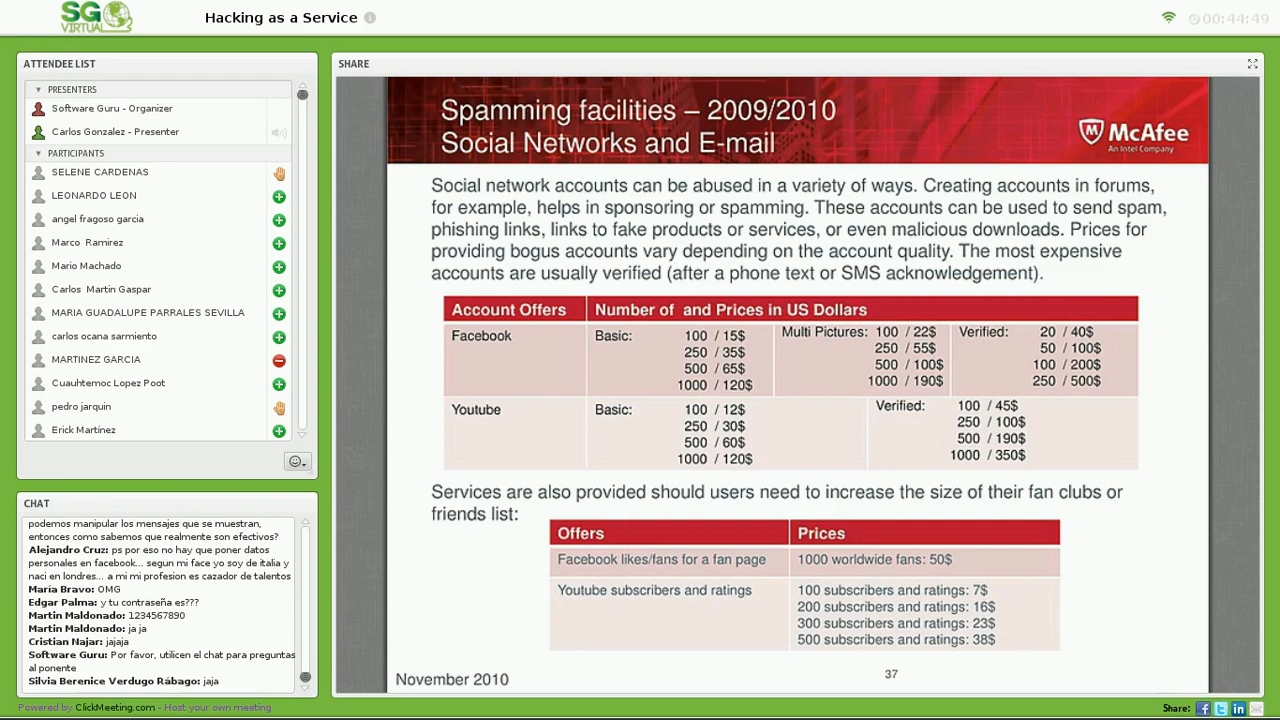 SG
VIRTUAL
Hacking as a Service
00:44:49
ATTENDEE LIST
PRESENTERS
Software Guru - Organizer
Carlos Gonzalez - Presenter
PARTICIPANTS
SELENE CARDENAS
LEONARDO LEON
angel fragoso garcia
Marco Ramirez
Mario Machado
Carlos Martin Gaspar
MARIA GUADALUPE PARRALES SEVILLA
carlos ocana sarmiento
MARTINEZ GARCIA
Cuauhtemoc Lopez Poot
pedro jarquin
Erick Martínez
CHAT
podemos manipular los mensajes que se muestran,
entonces como sabemos que realmente son efectivos?
Alejandro Cruz: ps por eso no hay que poner datos
personales en facebook... segun mi face yo soy de italia y
naci en londres... a mi mi profesion es cazador de talentos
María Bravo: OMG
Edgar Palma: y tu contraseña es???
Martin Maldonado: 1234567890
Martin Maldonado: ja ja
Cristian Najar: jajaja
Software Guru: Por favor, utilicen el chat para preguntas
al ponente
Silvia Berenice Verdugo Rábago: jaja
SHARE
Spamming facilities – 2009/2010
Social Networks and E-mail
McAfee
An Intel Company
Social network accounts can be abused in a variety of ways. Creating accounts in forums,
for example, helps in sponsoring or spamming. These accounts can be used to send spam,
phishing links, links to fake products or services, or even malicious downloads. Prices for
providing bogus accounts vary depending on the account quality. The most expensive
accounts are usually verified (after a phone text or SMS acknowledgement).
Account Offers Number of and Prices in US Dollars
Facebook Basic: 100 / 15$ Multi Pictures: 100 / 22$ Verified: 20 / 40$
250 / 35$ 250 / 55$ 50 / 100$
500 / 65$ 500 / 100$ 100 / 200$
1000 / 120$ 1000 / 190$ 250 / 500$
Youtube Basic: 100 / 12$ Verified: 100 / 45$
250 / 30$ 250 / 100$
500 / 60$ 500 / 190$
1000 / 120$ 1000 / 350$
Services are also provided should users need to increase the size of their fan clubs or
friends list:
Offers Prices
Facebook likes/fans for a fan page 1000 worldwide fans: 50$
Youtube subscribers and ratings 100 subscribers and ratings: 7$
200 subscribers and ratings: 16$
300 subscribers and ratings: 23$
500 subscribers and ratings: 38$
November 2010 37
Powered by ClickMeeting.com - Host your own meeting
Share: